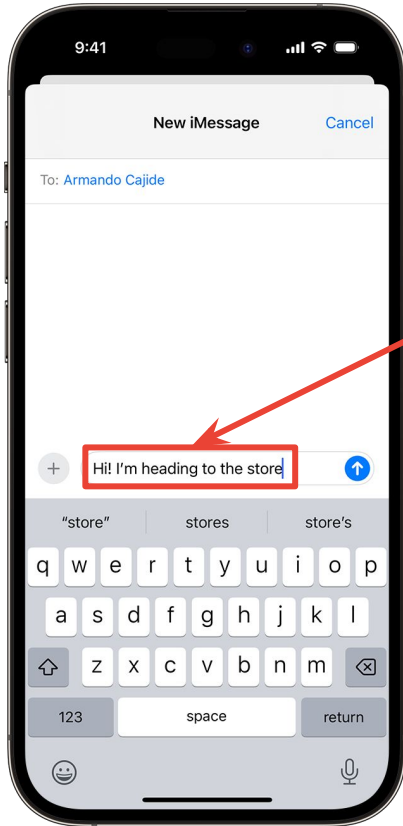 9:41
New iMessage Cancel
To: Armando Cajide
Hi! I'm heading to the store
"store" stores store's
q w e r t y u i o p
a s d f g h j k l
z x c v b n m
123 space return